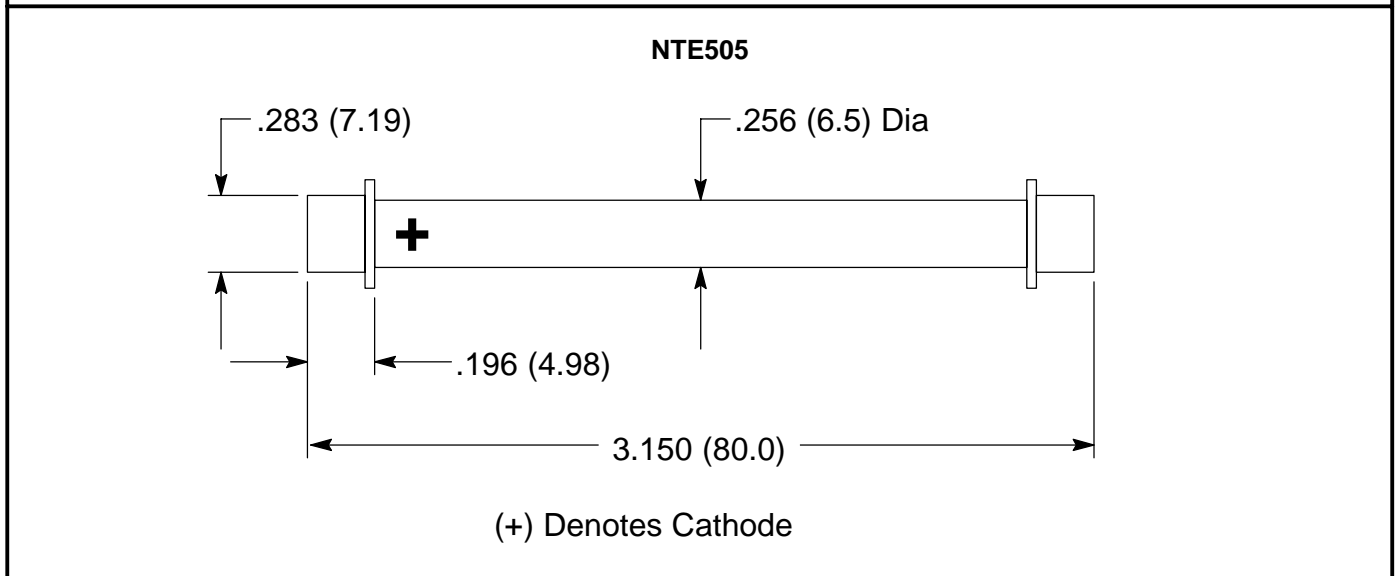 NTE505
.283 (7.19)
.256 (6.5) Dia
+
.196 (4.98)
3.150 (80.0)
(+) Denotes Cathode